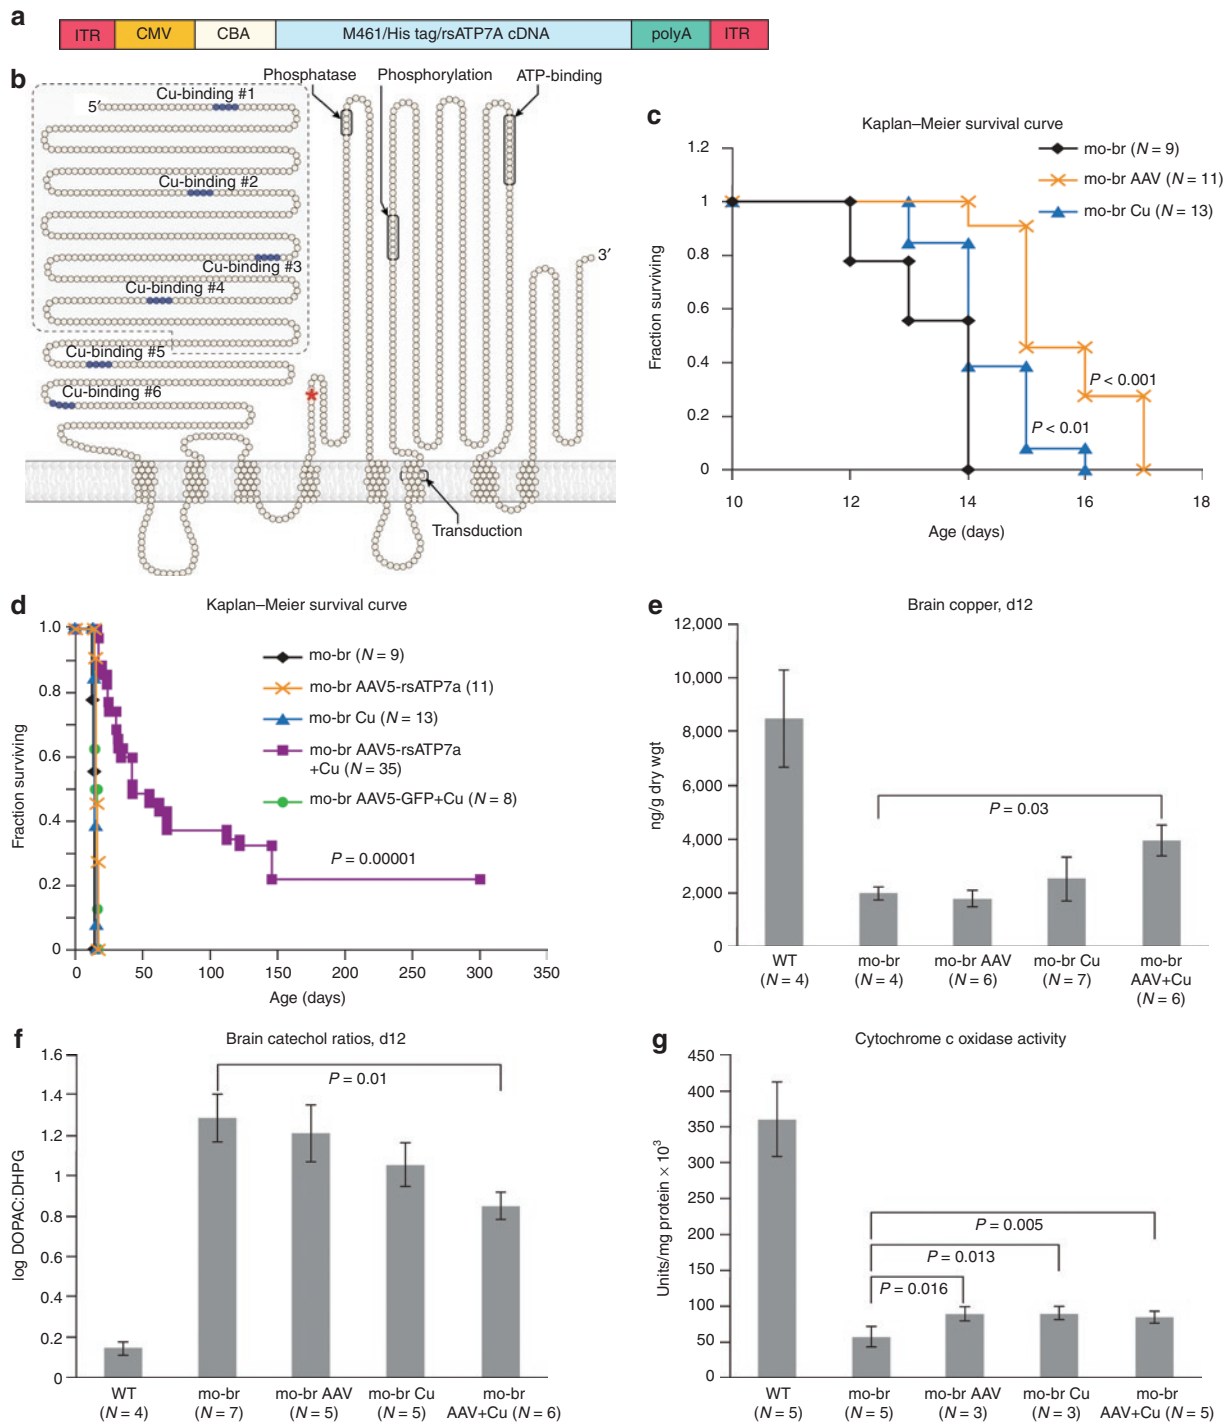 a
ITR CMV CBA M461/His tag/rsATP7A cDNA polyA ITR
b
Phosphatase Phosphorylation ATP-binding
5′
Cu-binding #1
Cu-binding #2
Cu-binding #3
Cu-binding #4
Cu-binding #5
Cu-binding #6
3′
*
Transduction
c
Kaplan–Meier survival curve
mo-br (N = 9)
mo-br AAV (N = 11)
mo-br Cu (N = 13)
Fraction surviving
1.2
1
0.8
0.6
0.4
0.2
0
P < 0.001
P < 0.01
10 12 14 16 18
Age (days)
d
Kaplan–Meier survival curve
mo-br (N = 9)
mo-br AAV5-rsATP7a (11)
mo-br Cu (N = 13)
mo-br AAV5-rsATP7a
+Cu (N = 35)
mo-br AAV5-GFP+Cu (N = 8)
Fraction surviving
1.0
0.8
0.6
0.4
0.2
0
P = 0.00001
0 50 100 150 200 250 300 350
Age (days)
e
Brain copper, d12
ng/g dry wgt
12,000
10,000
8,000
6,000
4,000
2,000
0
P = 0.03
WT
(N = 4)
mo-br
(N = 4)
mo-br AAV
(N = 6)
mo-br Cu
(N = 7)
mo-br
AAV+Cu
(N = 6)
f
Brain catechol ratios, d12
log DOPAC:DHPG
1.6
1.4
1.2
1
0.8
0.6
0.4
0.2
0
P = 0.01
WT
(N = 4)
mo-br
(N = 7)
mo-br AAV
(N = 5)
mo-br Cu
(N = 5)
mo-br
AAV+Cu (N = 6)
g
Cytochrome c oxidase activity
Units/mg protein × 10³
450
400
350
300
250
200
150
100
50
0
P = 0.005
P = 0.013
P = 0.016
WT
(N = 5)
mo-br
(N = 5)
mo-br AAV
(N = 3)
mo-br Cu
(N = 3)
mo-br
AAV+Cu (N = 5)